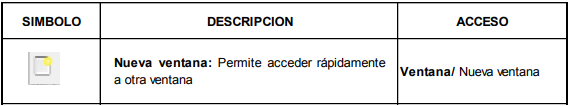 SIMBOLO DESCRIPCION ACCESO
Nueva ventana: Permite acceder rápidamente
a otra ventana
Ventana/ Nueva ventana